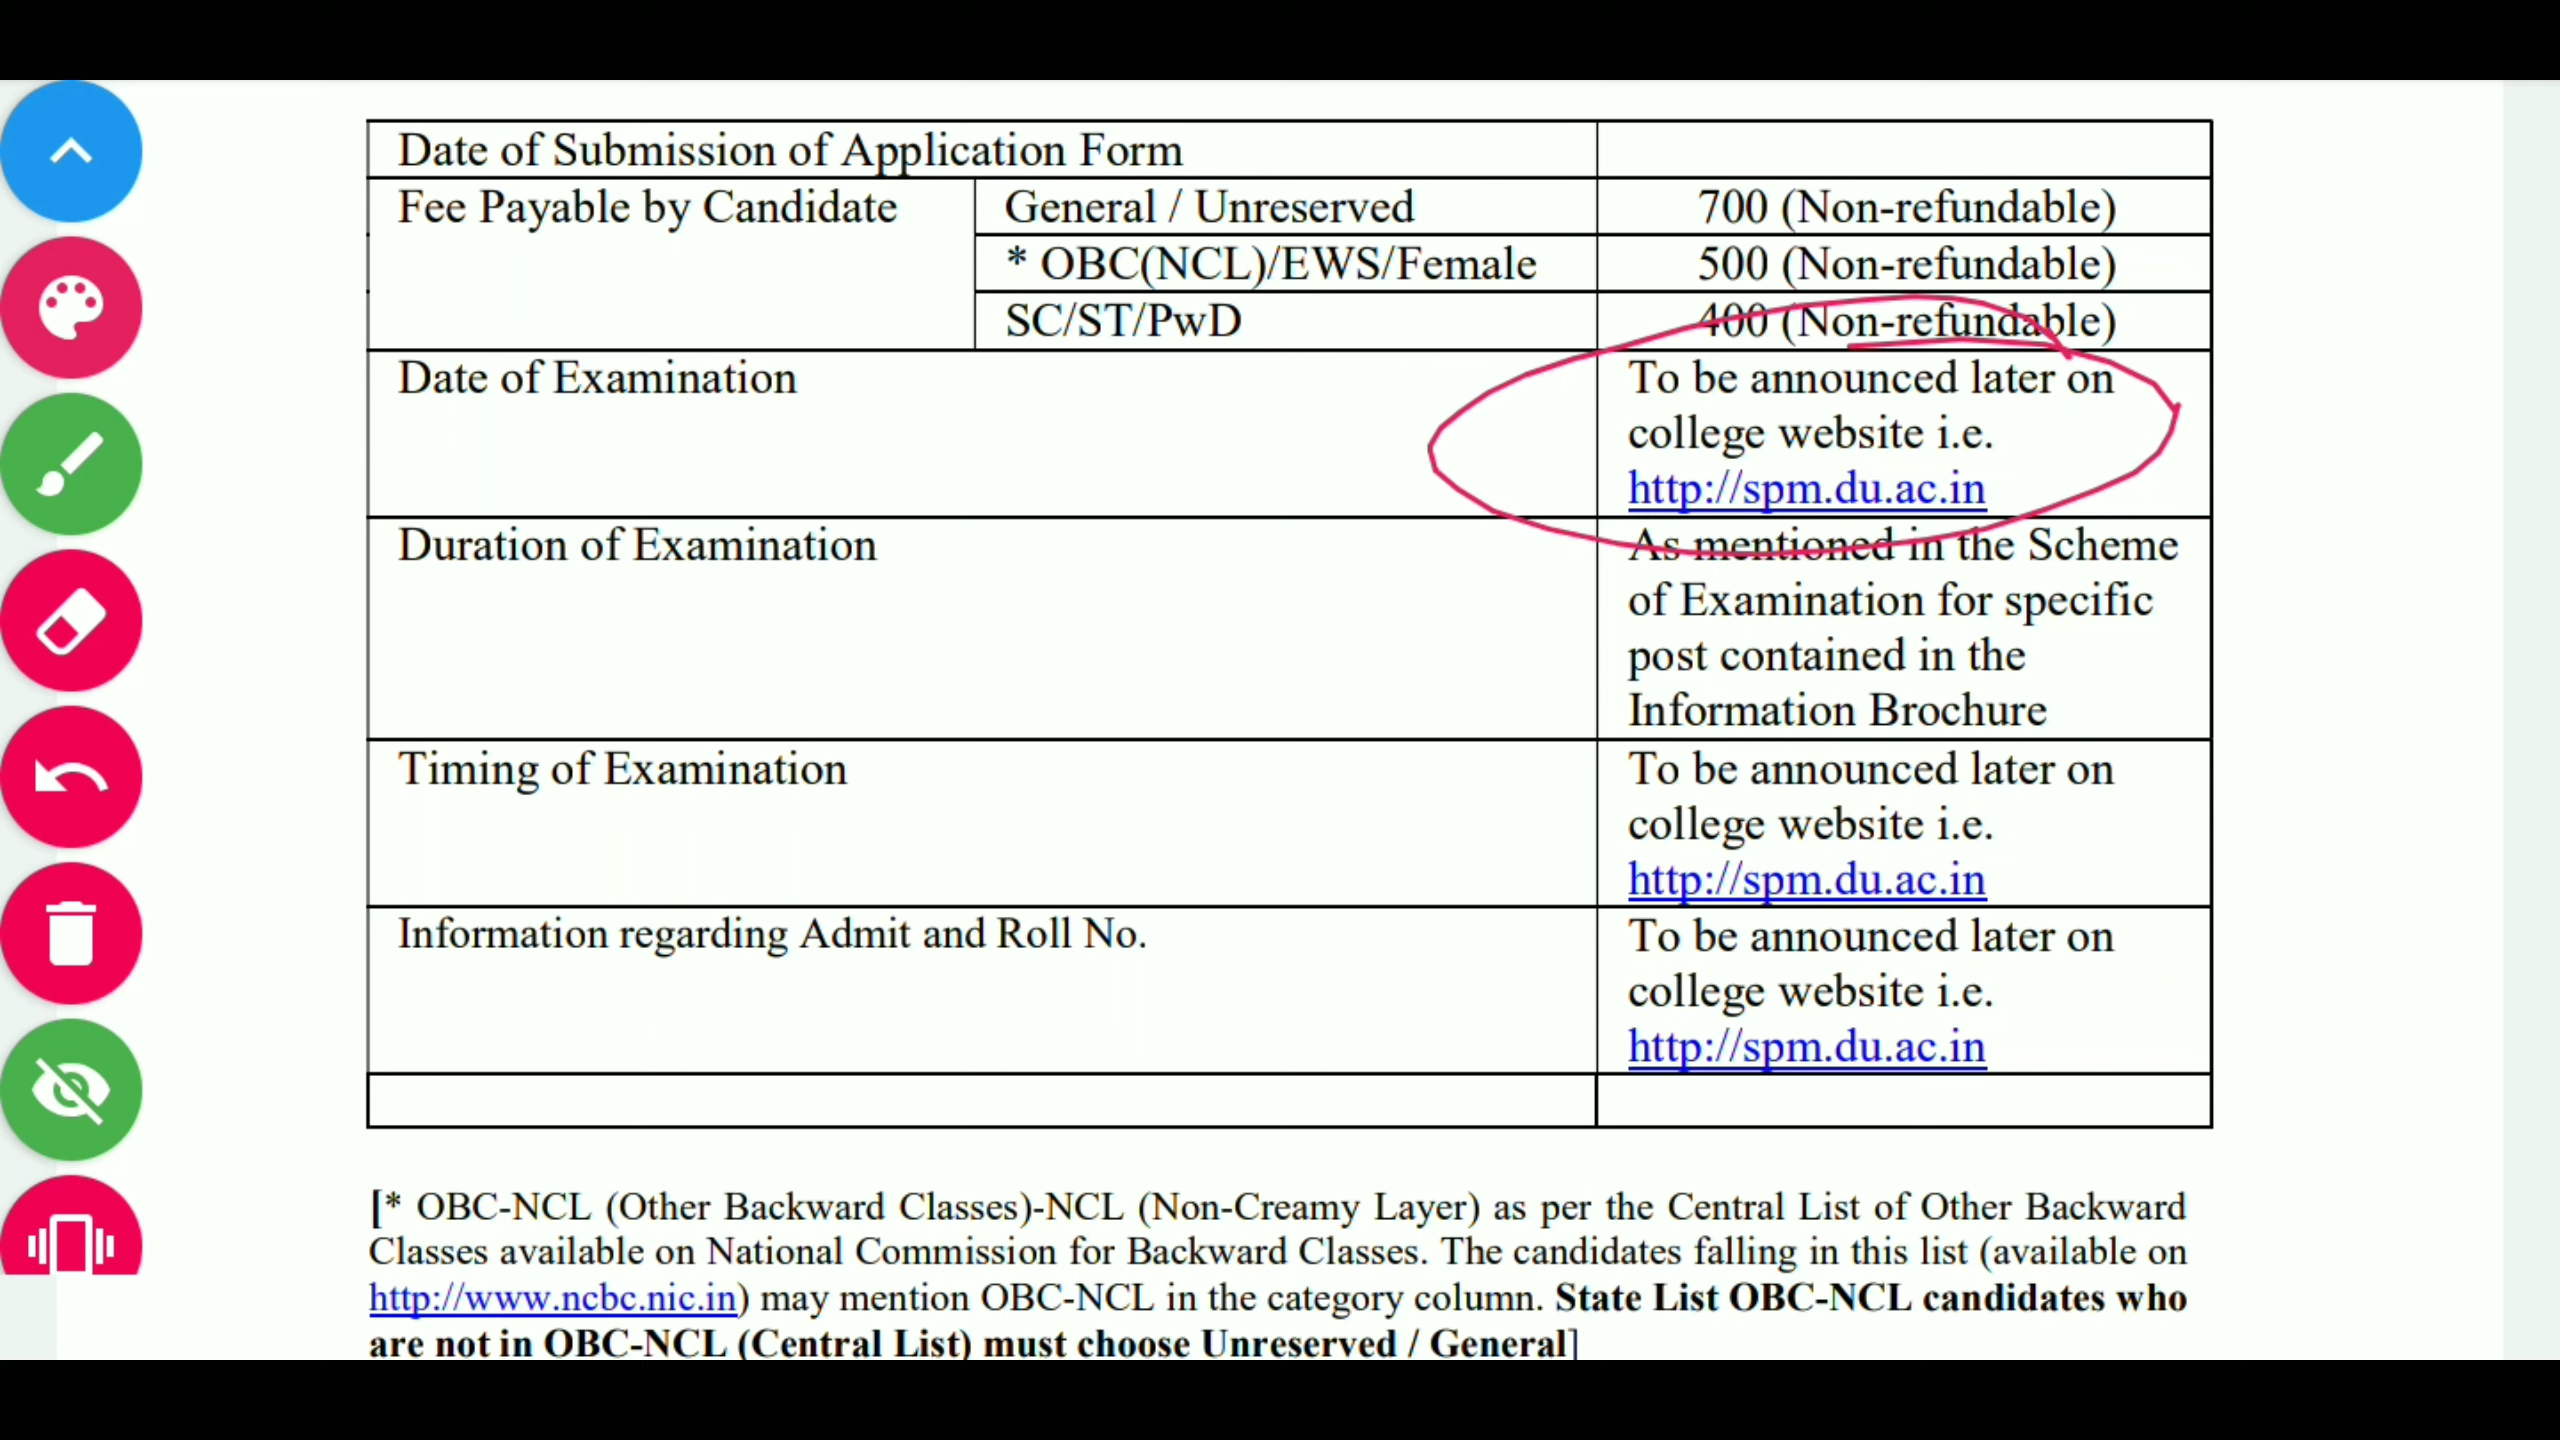 Date of Submission of Application Form
Fee Payable by Candidate General / Unreserved 700 (Non-refundable)
* OBC(NCL)/EWS/Female 500 (Non-refundable)
SC/ST/PwD 400 (Non-refundable)
Date of Examination To be announced later on
college website i.e.
http://spm.du.ac.in
Duration of Examination As mentioned in the Scheme
of Examination for specific
post contained in the
Information Brochure
Timing of Examination To be announced later on
college website i.e.
http://spm.du.ac.in
Information regarding Admit and Roll No. To be announced later on
college website i.e.
http://spm.du.ac.in
[* OBC-NCL (Other Backward Classes)-NCL (Non-Creamy Layer) as per the Central List of Other Backward
Classes available on National Commission for Backward Classes. The candidates falling in this list (available on
http://www.ncbc.nic.in) may mention OBC-NCL in the category column. State List OBC-NCL candidates who
are not in OBC-NCL (Central List) must choose Unreserved / General]